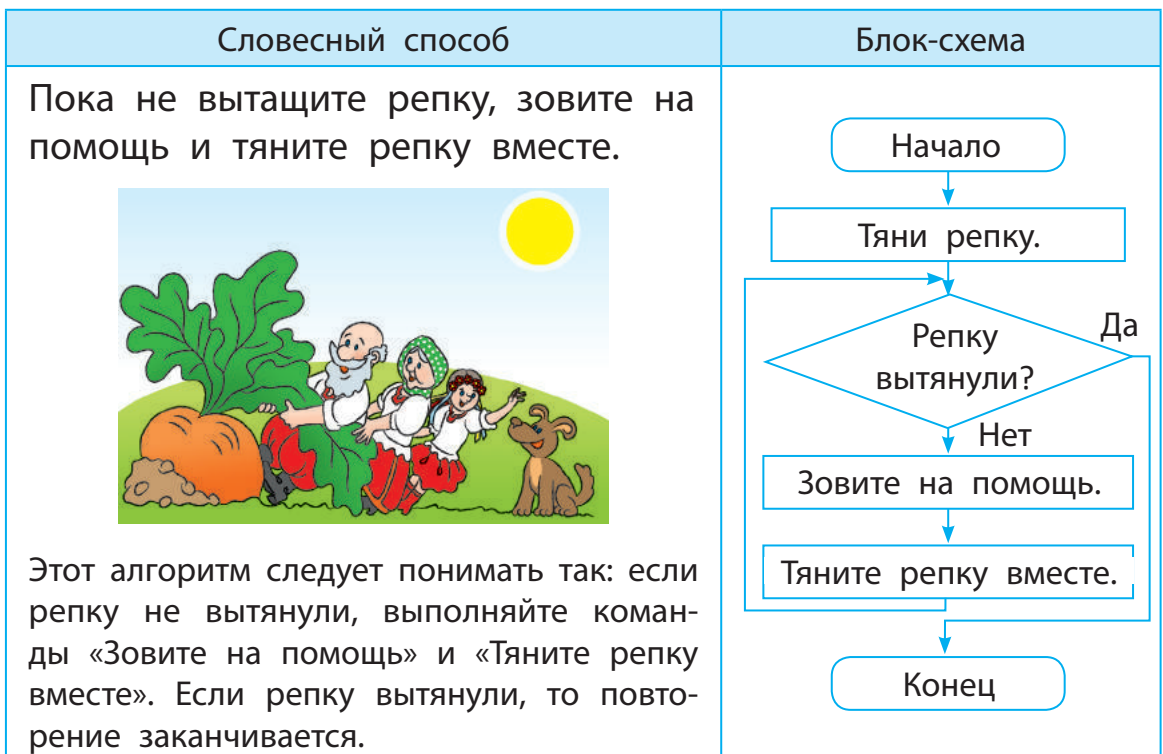 Словесный способ
Блок-схема
Пока не вытащите репку, зовите на
помощь и тяните репку вместе.
Этот алгоритм следует понимать так: если
репку не вытянули, выполняйте коман-
ды «Зовите на помощь» и «Тяните репку
вместе». Если репку вытянули, то повто-
рение заканчивается.
Начало
Тяни репку.
Репку
вытянули?
Да
Нет
Зовите на помощь.
Тяните репку вместе.
Конец